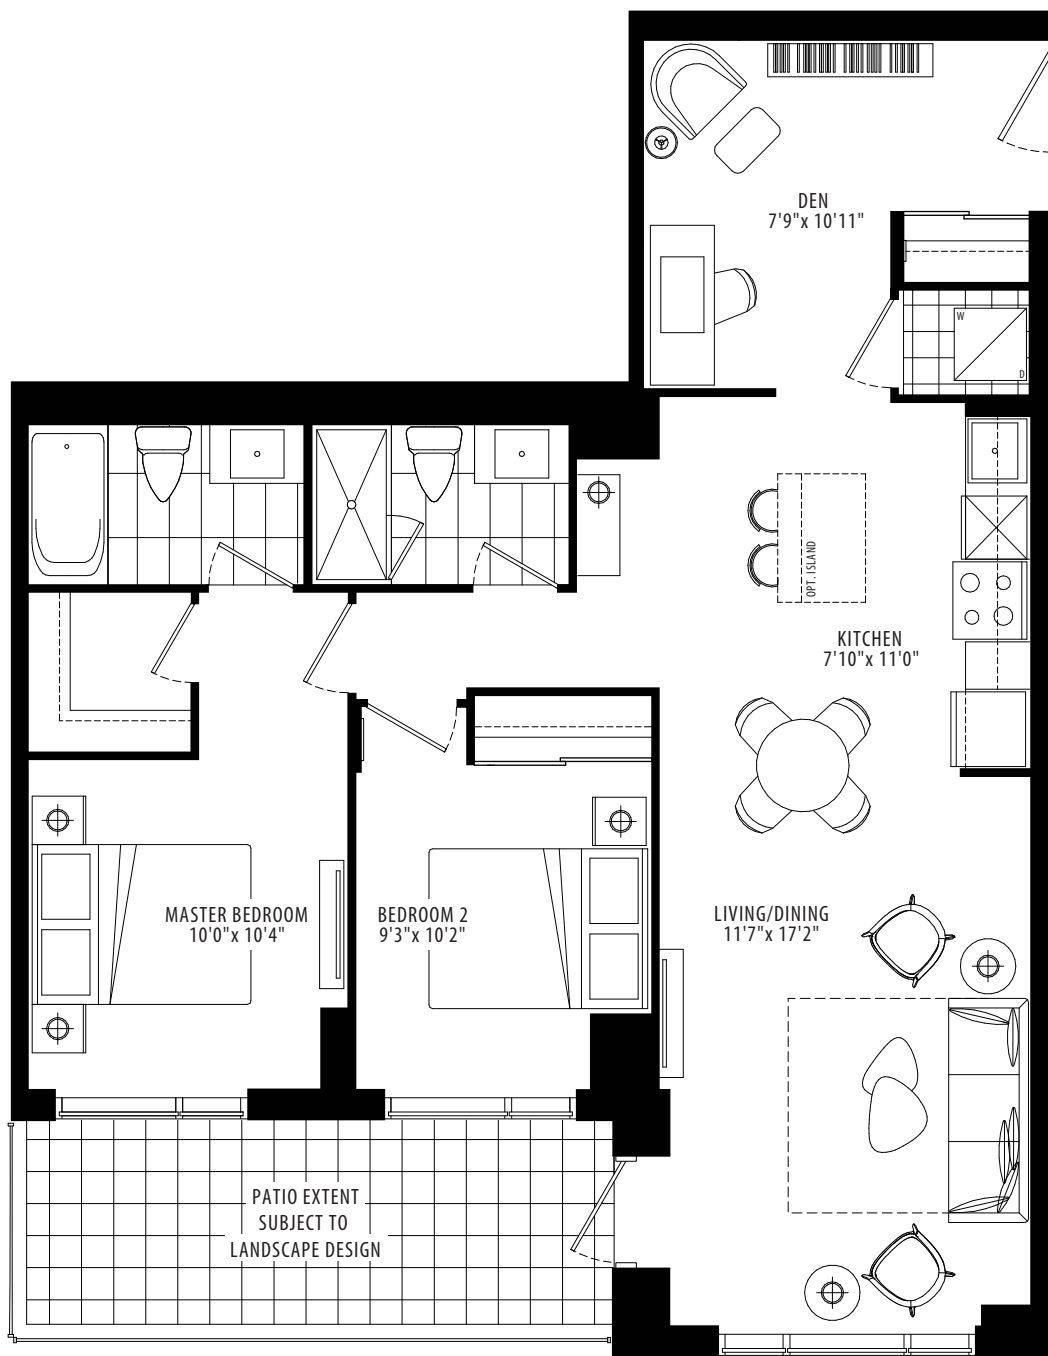 DEN
7'9"x 10'11"
W
D
OPT. ISLAND
KITCHEN
7'10"x 11'0"
MASTER BEDROOM
10'0"x 10'4"
BEDROOM 2
9'3"x 10'2"
LIVING/DINING
11'7"x 17'2"
PATIO EXTENT
SUBJECT TO
LANDSCAPE DESIGN